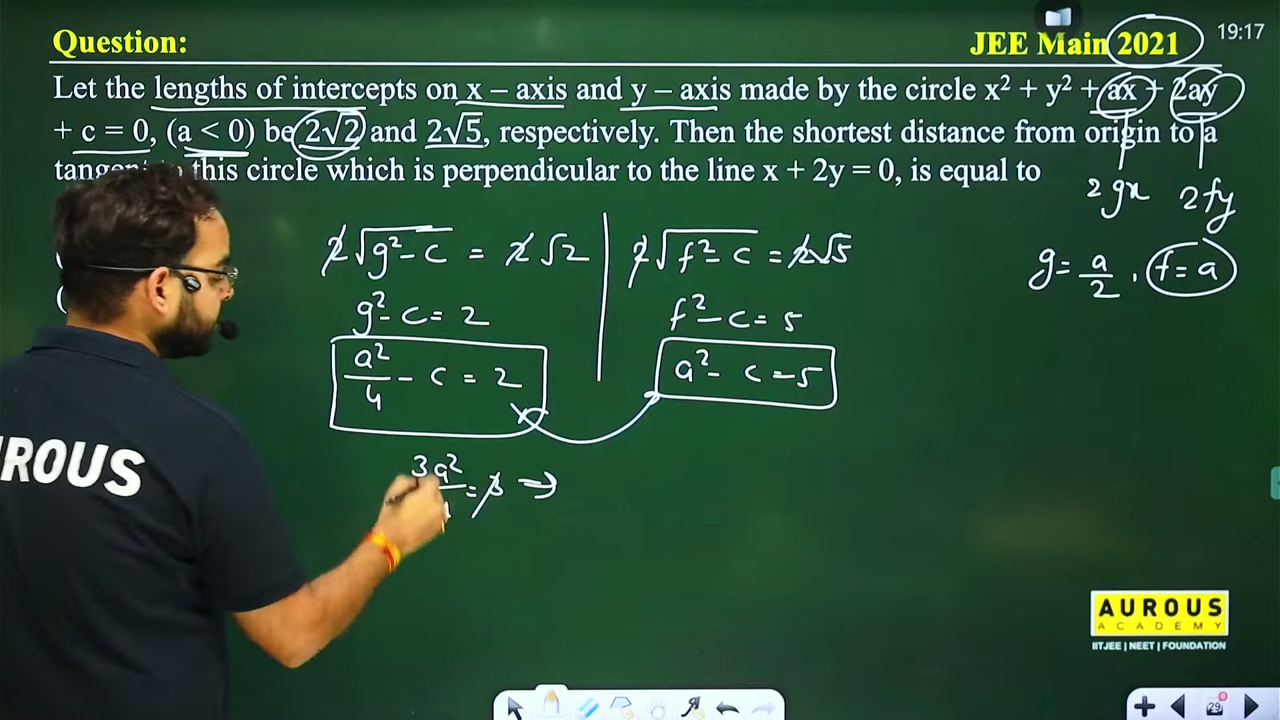 19:17
Question:
JEE Main 2021
Let the lengths of intercepts on x – axis and y – axis made by the circle x² + y² + ax + 2ay
+ c = 0, (a < 0) be 2√2 and 2√5, respectively. Then the shortest distance from origin to a
this circle which is perpendicular to the line x + 2y = 0, is equal to
2gx 2fy
2√g² – c = 2√2
2√f² – c = 2√5
g = a/2 , f = a
g² – c = 2
f² – c = 5
a²/4 – c = 2
a² – c = 5
3a²/4 = 3 ⇒
UROUS
AUROUS
ACADEMY
IITJEE | NEET | FOUNDATION
29